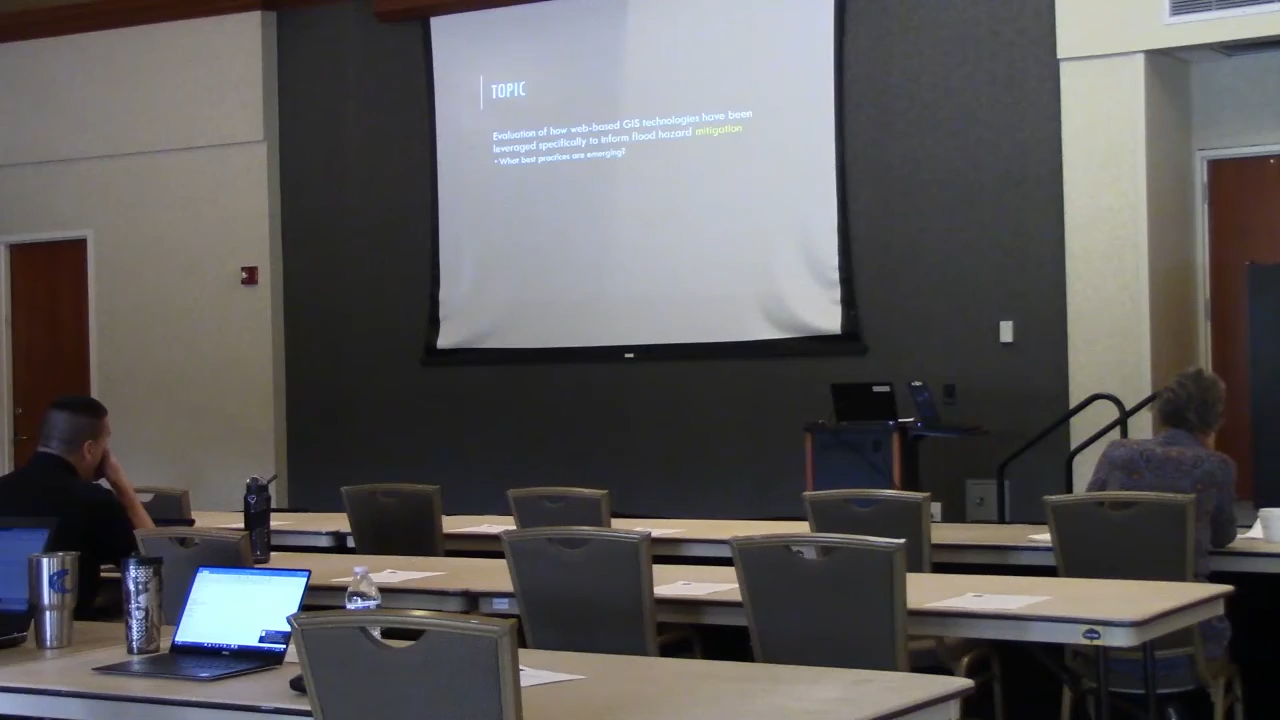 TOPIC
Evaluation of how web-based GIS technologies have been
leveraged specifically to inform flood hazard mitigation
• What best practices are emerging?